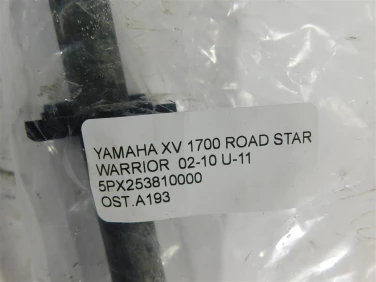 YAMAHA XV 1700 ROAD STAR
WARRIOR 02-10 U-11
5PX253810000
OST.A193